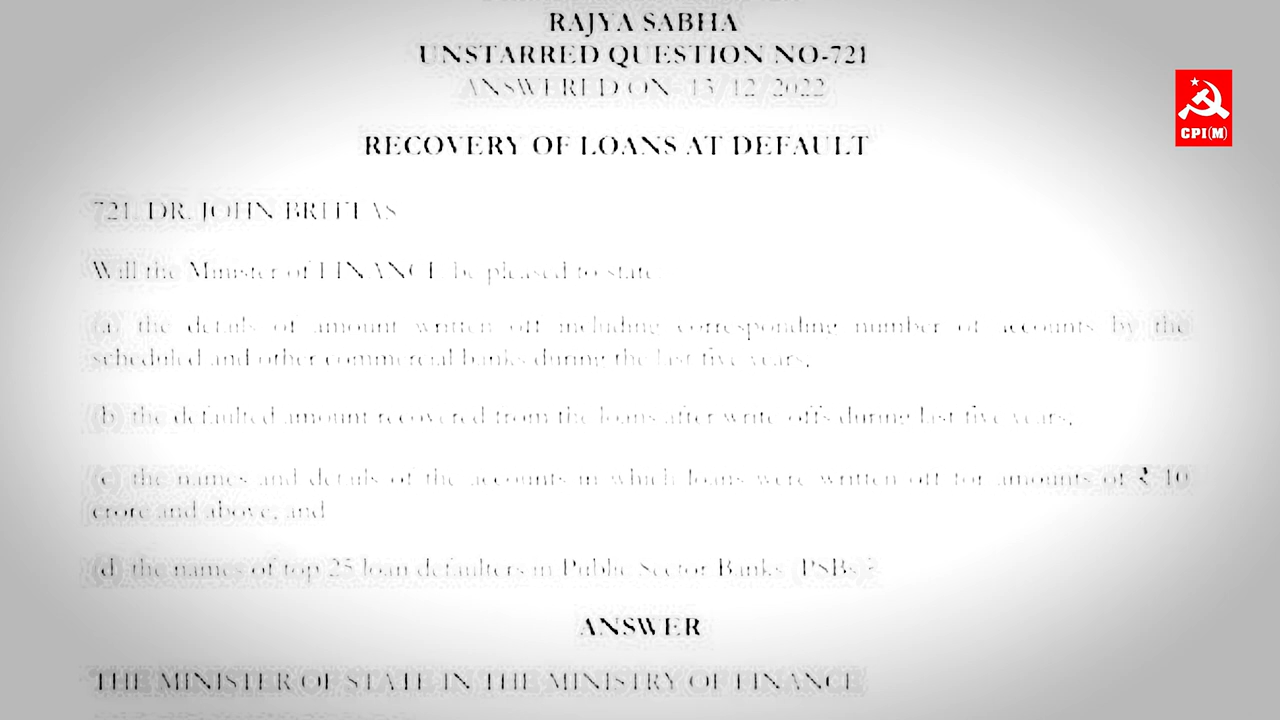 RAJYA SABHA
UNSTARRED QUESTION NO-721
ANSWERED ON 13/12/2022
RECOVERY OF LOANS AT DEFAULT
721. DR. JOHN BRITTAS
Will the Minister of FINANCE be pleased to state:
(a) the details of amount written off including corresponding number of accounts by the
scheduled and other commercial banks during the last five years;
(b) the defaulted amount recovered from the loans after write offs during last five years;
(c) the names and details of the accounts in which loans were written off for amounts of ₹ 10
crore and above; and
(d) the names of top 25 loan defaulters in Public Sector Banks (PSBs)?
ANSWER
THE MINISTER OF STATE IN THE MINISTRY OF FINANCE
CPI(M)